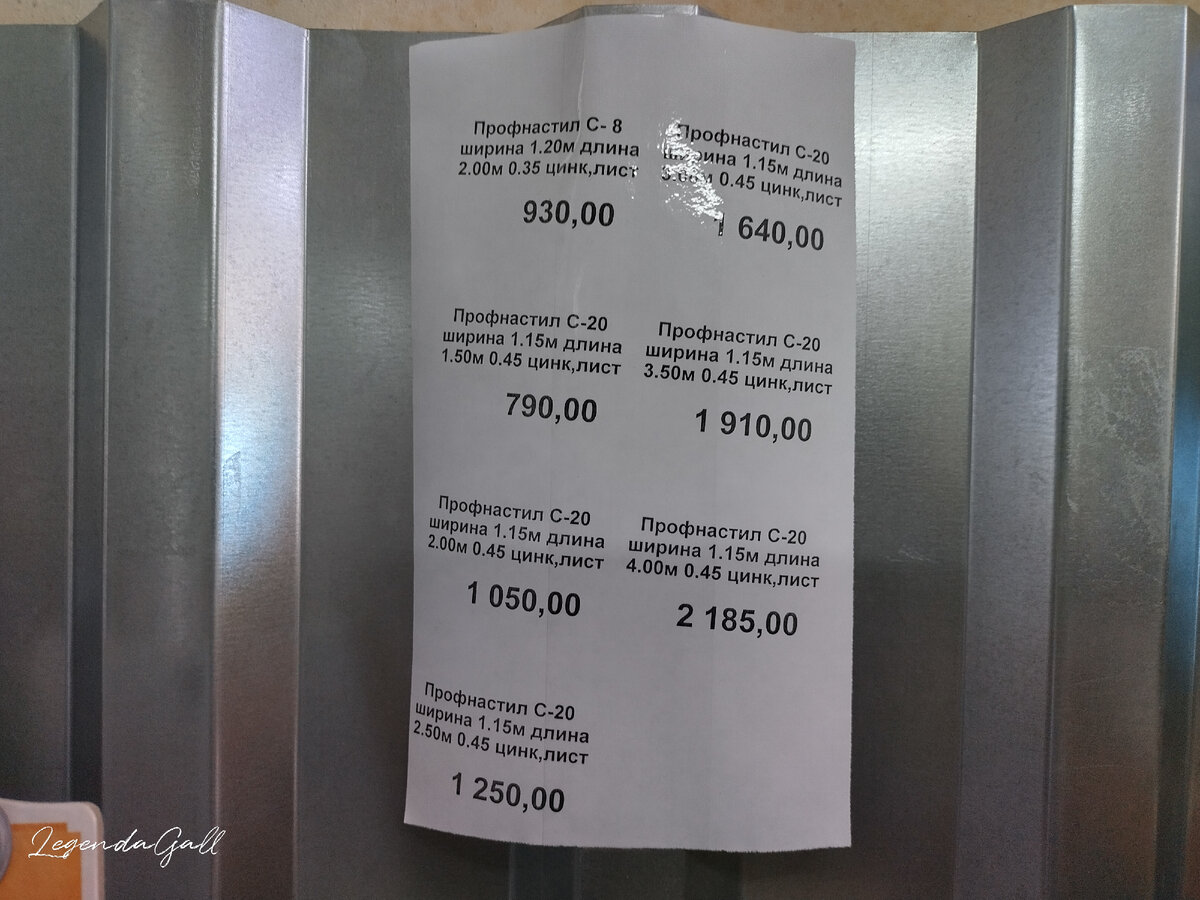 Профнастил С- 8
ширина 1.20м длина
2.00м 0.35 цинк,лист
930,00
Профнастил С-20
ширина 1.15м длина
1.50м 0.45 цинк,лист
790,00
Профнастил С-20
ширина 1.15м длина
2.00м 0.45 цинк,лист
1 050,00
Профнастил С-20
ширина 1.15м длина
2.50м 0.45 цинк,лист
1 250,00
Профнастил С-20
ширина 1.15м длина
0.45 цинк,лист
1 640,00
Профнастил С-20
ширина 1.15м длина
3.50м 0.45 цинк,лист
1 910,00
Профнастил С-20
ширина 1.15м длина
4.00м 0.45 цинк,лист
2 185,00
LegendaGall